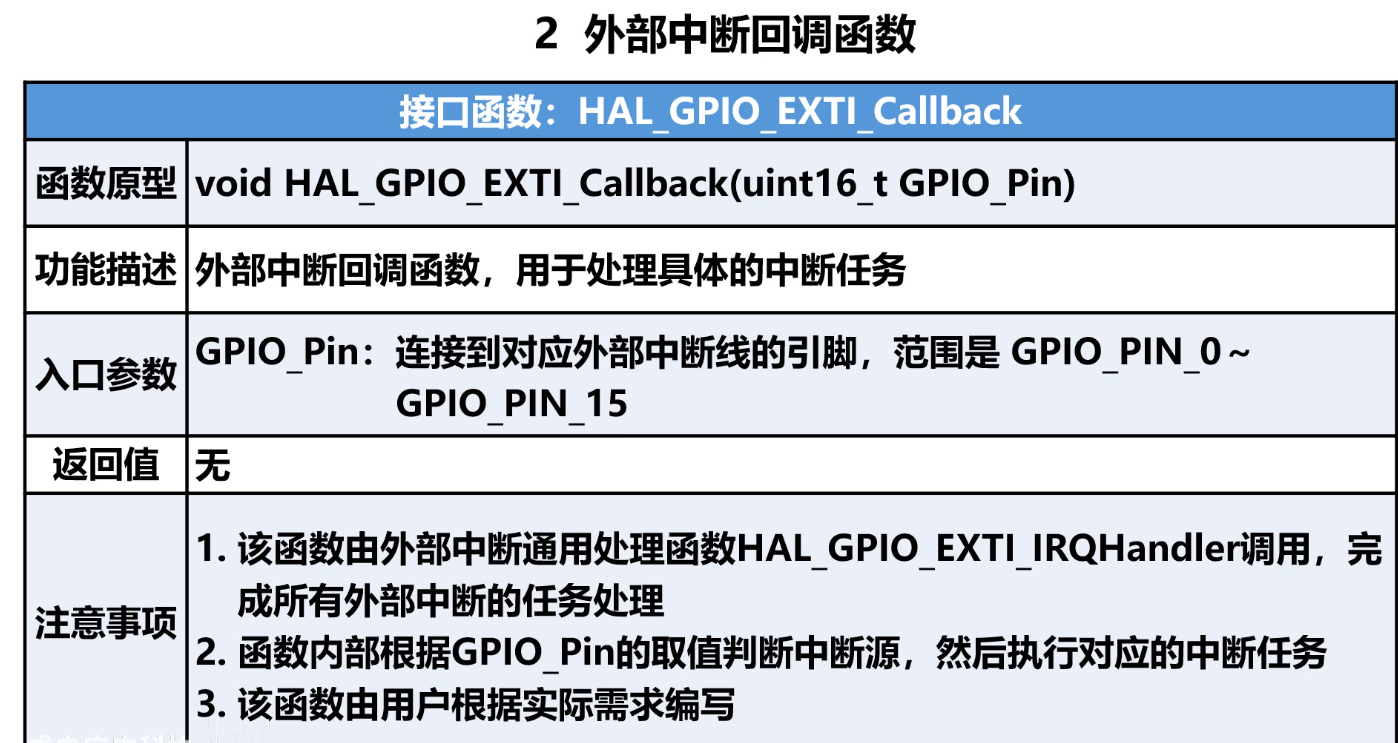 2 外部中断回调函数
接口函数：HAL_GPIO_EXTI_Callback
函数原型 void HAL_GPIO_EXTI_Callback(uint16_t GPIO_Pin)
功能描述 外部中断回调函数，用于处理具体的中断任务
入口参数 GPIO_Pin：连接到对应外部中断线的引脚，范围是 GPIO_PIN_0～
GPIO_PIN_15
返回值 无
注意事项
1. 该函数由外部中断通用处理函数HAL_GPIO_EXTI_IRQHandler调用，完
成所有外部中断的任务处理
2. 函数内部根据GPIO_Pin的取值判断中断源，然后执行对应的中断任务
3. 该函数由用户根据实际需求编写